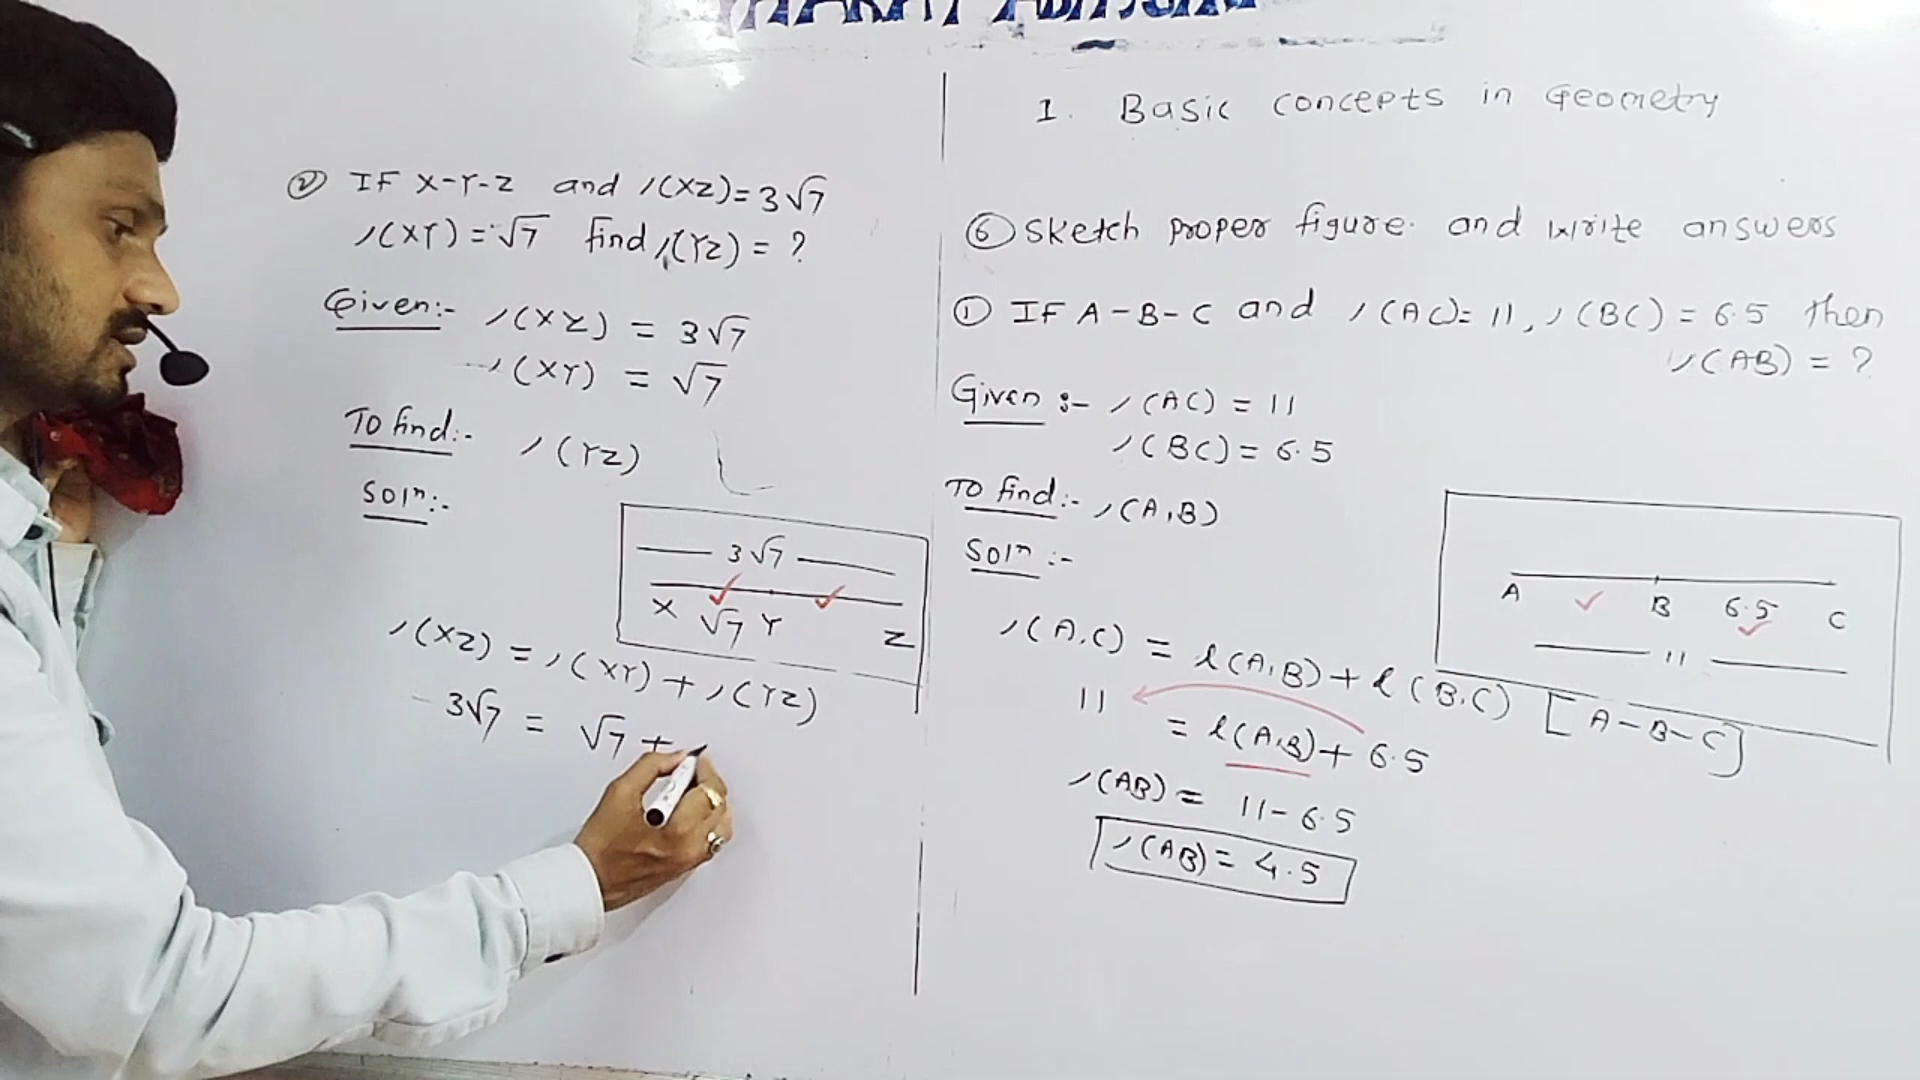 1. Basic concepts in Geometry
⑥ Sketch proper figure. and write answers
① IF A-B-C and l(AC)= 11, l(BC) = 6.5 then
l(AB) = ?
Given :- l(AC) = 11
l(BC) = 6.5
To find:- l(A,B)
Solⁿ :-
A B 6.5 C
11
l(A,C) = l(A,B) + l(B,C) [A-B-C]
11 = l(A,B) + 6.5
l(AB) = 11 - 6.5
l(AB) = 4.5
② IF X-Y-Z and l(XZ)= 3√7
l(XY) = √7 find l(YZ) = ?
Given:- l(XZ) = 3√7
l(XY) = √7
To find:- l(YZ)
Solⁿ:-
3√7
X √7 Y Z
l(XZ) = l(XY) + l(YZ)
3√7 = √7 +